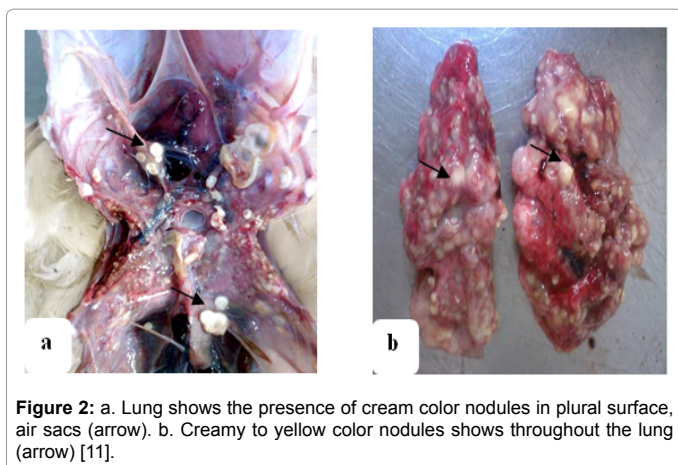 a
b
Figure 2: a. Lung shows the presence of cream color nodules in plural surface,
air sacs (arrow). b. Creamy to yellow color nodules shows throughout the lung
(arrow) [11].